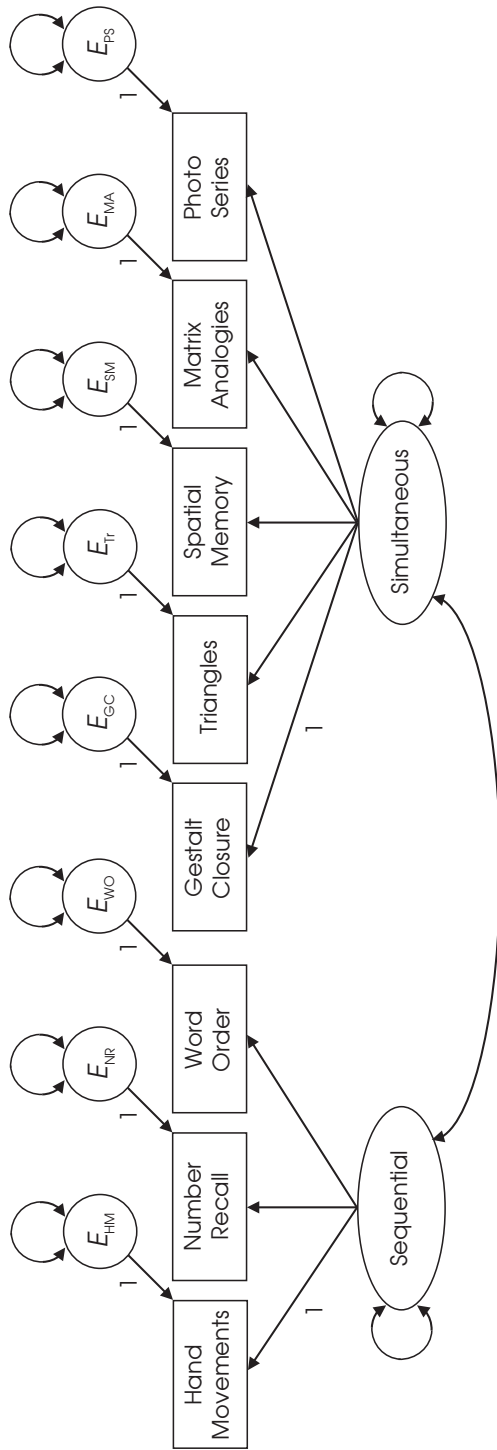 E_HM
E_NR
E_WO
E_GC
E_Tr
E_SM
E_MA
E_PS
1
1
1
1
1
1
1
1
Hand
Movements
Number
Recall
Word
Order
Gestalt
Closure
Triangles
Spatial
Memory
Matrix
Analogies
Photo
Series
1
1
Sequential
Simultaneous